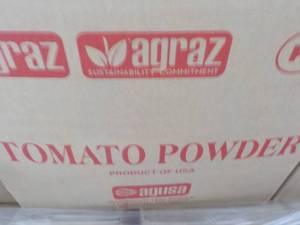 graz agraz C
SUSTAINABILITY COMMITMENT
TOMATO POWDER
PRODUCT OF USA
agusa